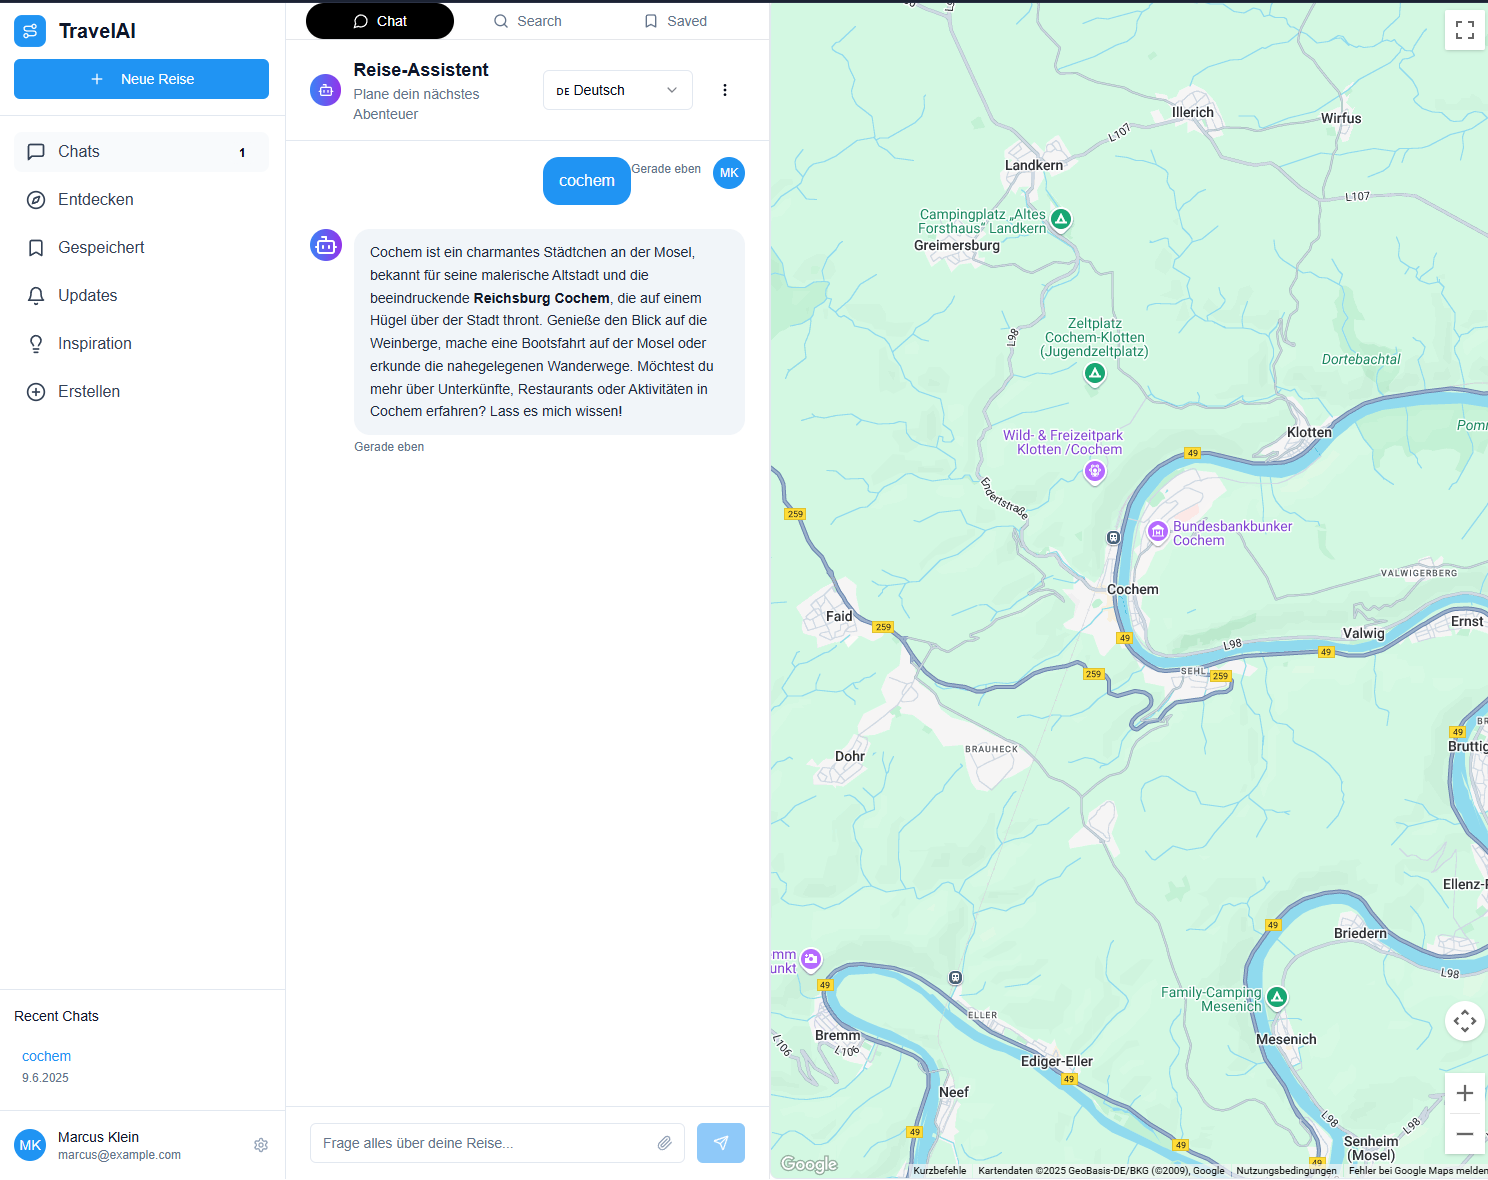 TravelAI
Neue Reise
Chats 1
Entdecken
Gespeichert
Updates
Inspiration
Erstellen
Recent Chats
cochem
9.6.2025
MK
Marcus Klein
marcus@example.com
Chat
Search
Saved
Reise-Assistent
Plane dein nächstes
Abenteuer
DE Deutsch
cochem
Gerade eben
MK
Cochem ist ein charmantes Städtchen an der Mosel,
bekannt für seine malerische Altstadt und die
beeindruckende Reichsburg Cochem, die auf einem
Hügel über der Stadt thront. Genieße den Blick auf die
Weinberge, mache eine Bootsfahrt auf der Mosel oder
erkunde die nahegelegenen Wanderwege. Möchtest du
mehr über Unterkünfte, Restaurants oder Aktivitäten in
Cochem erfahren? Lass es mich wissen!
Gerade eben
Frage alles über deine Reise...
Illerich
Wirfus
L107
Landkern
L107
Campingplatz „Altes
Forsthaus“ Landkern
Greimersburg
Zeltplatz
Cochem-Klotten
(Jugendzeltplatz)
L98
Dortebachtal
Klotten
Wild- & Freizeitpark
Klotten /Cochem
49
Endertstraße
259
Bundesbankbunker
Cochem
VALWIGERBERG
Cochem
Faid
259
49
L98
Valwig
Ernst
49
SEHL
259
259
49
Dohr
BRAUHECK
49
Briedern
L98
49
ELLER
Family-Camping
Mesenich
Bremm
L106
L106
Mesenich
Ediger-Eller
49
Neef
49
49
L98
L98
Senheim
(Mosel)
49
Google
Kurzbefehle
Kartendaten ©2025 GeoBasis-DE/BKG (©2009), Google
Nutzungsbedingungen
Fehler bei Google Maps melden